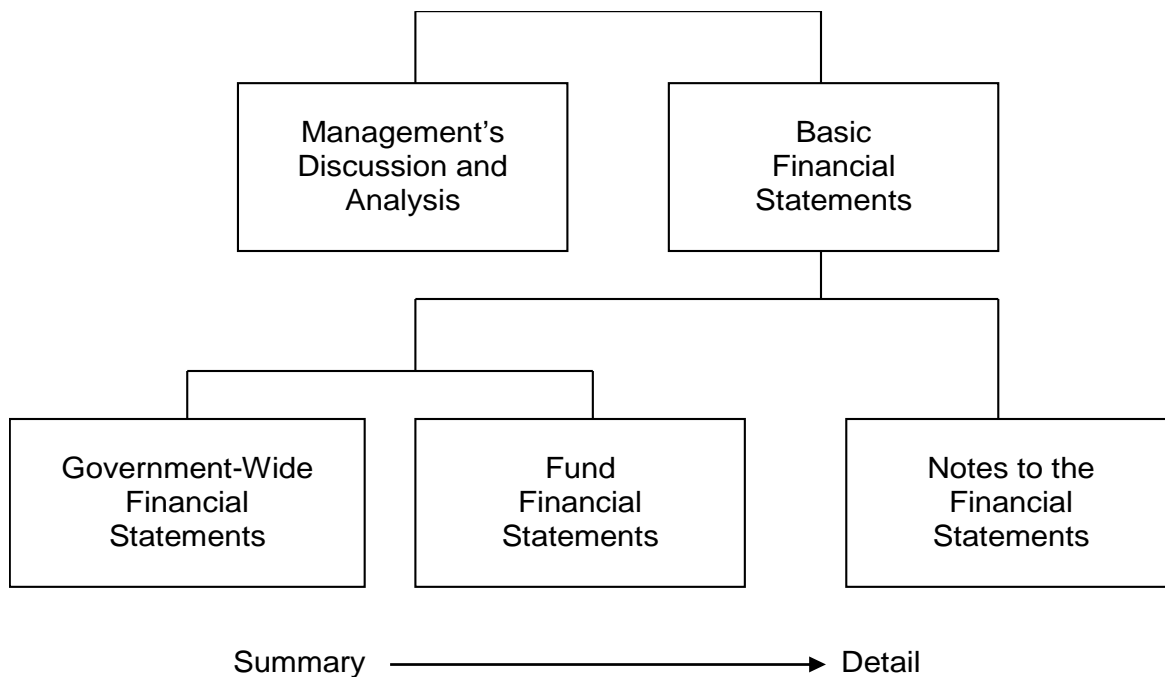 Management’s
Discussion and
Analysis
Basic
Financial
Statements
Government-Wide
Financial
Statements
Fund
Financial
Statements
Notes to the
Financial
Statements
Summary
Detail